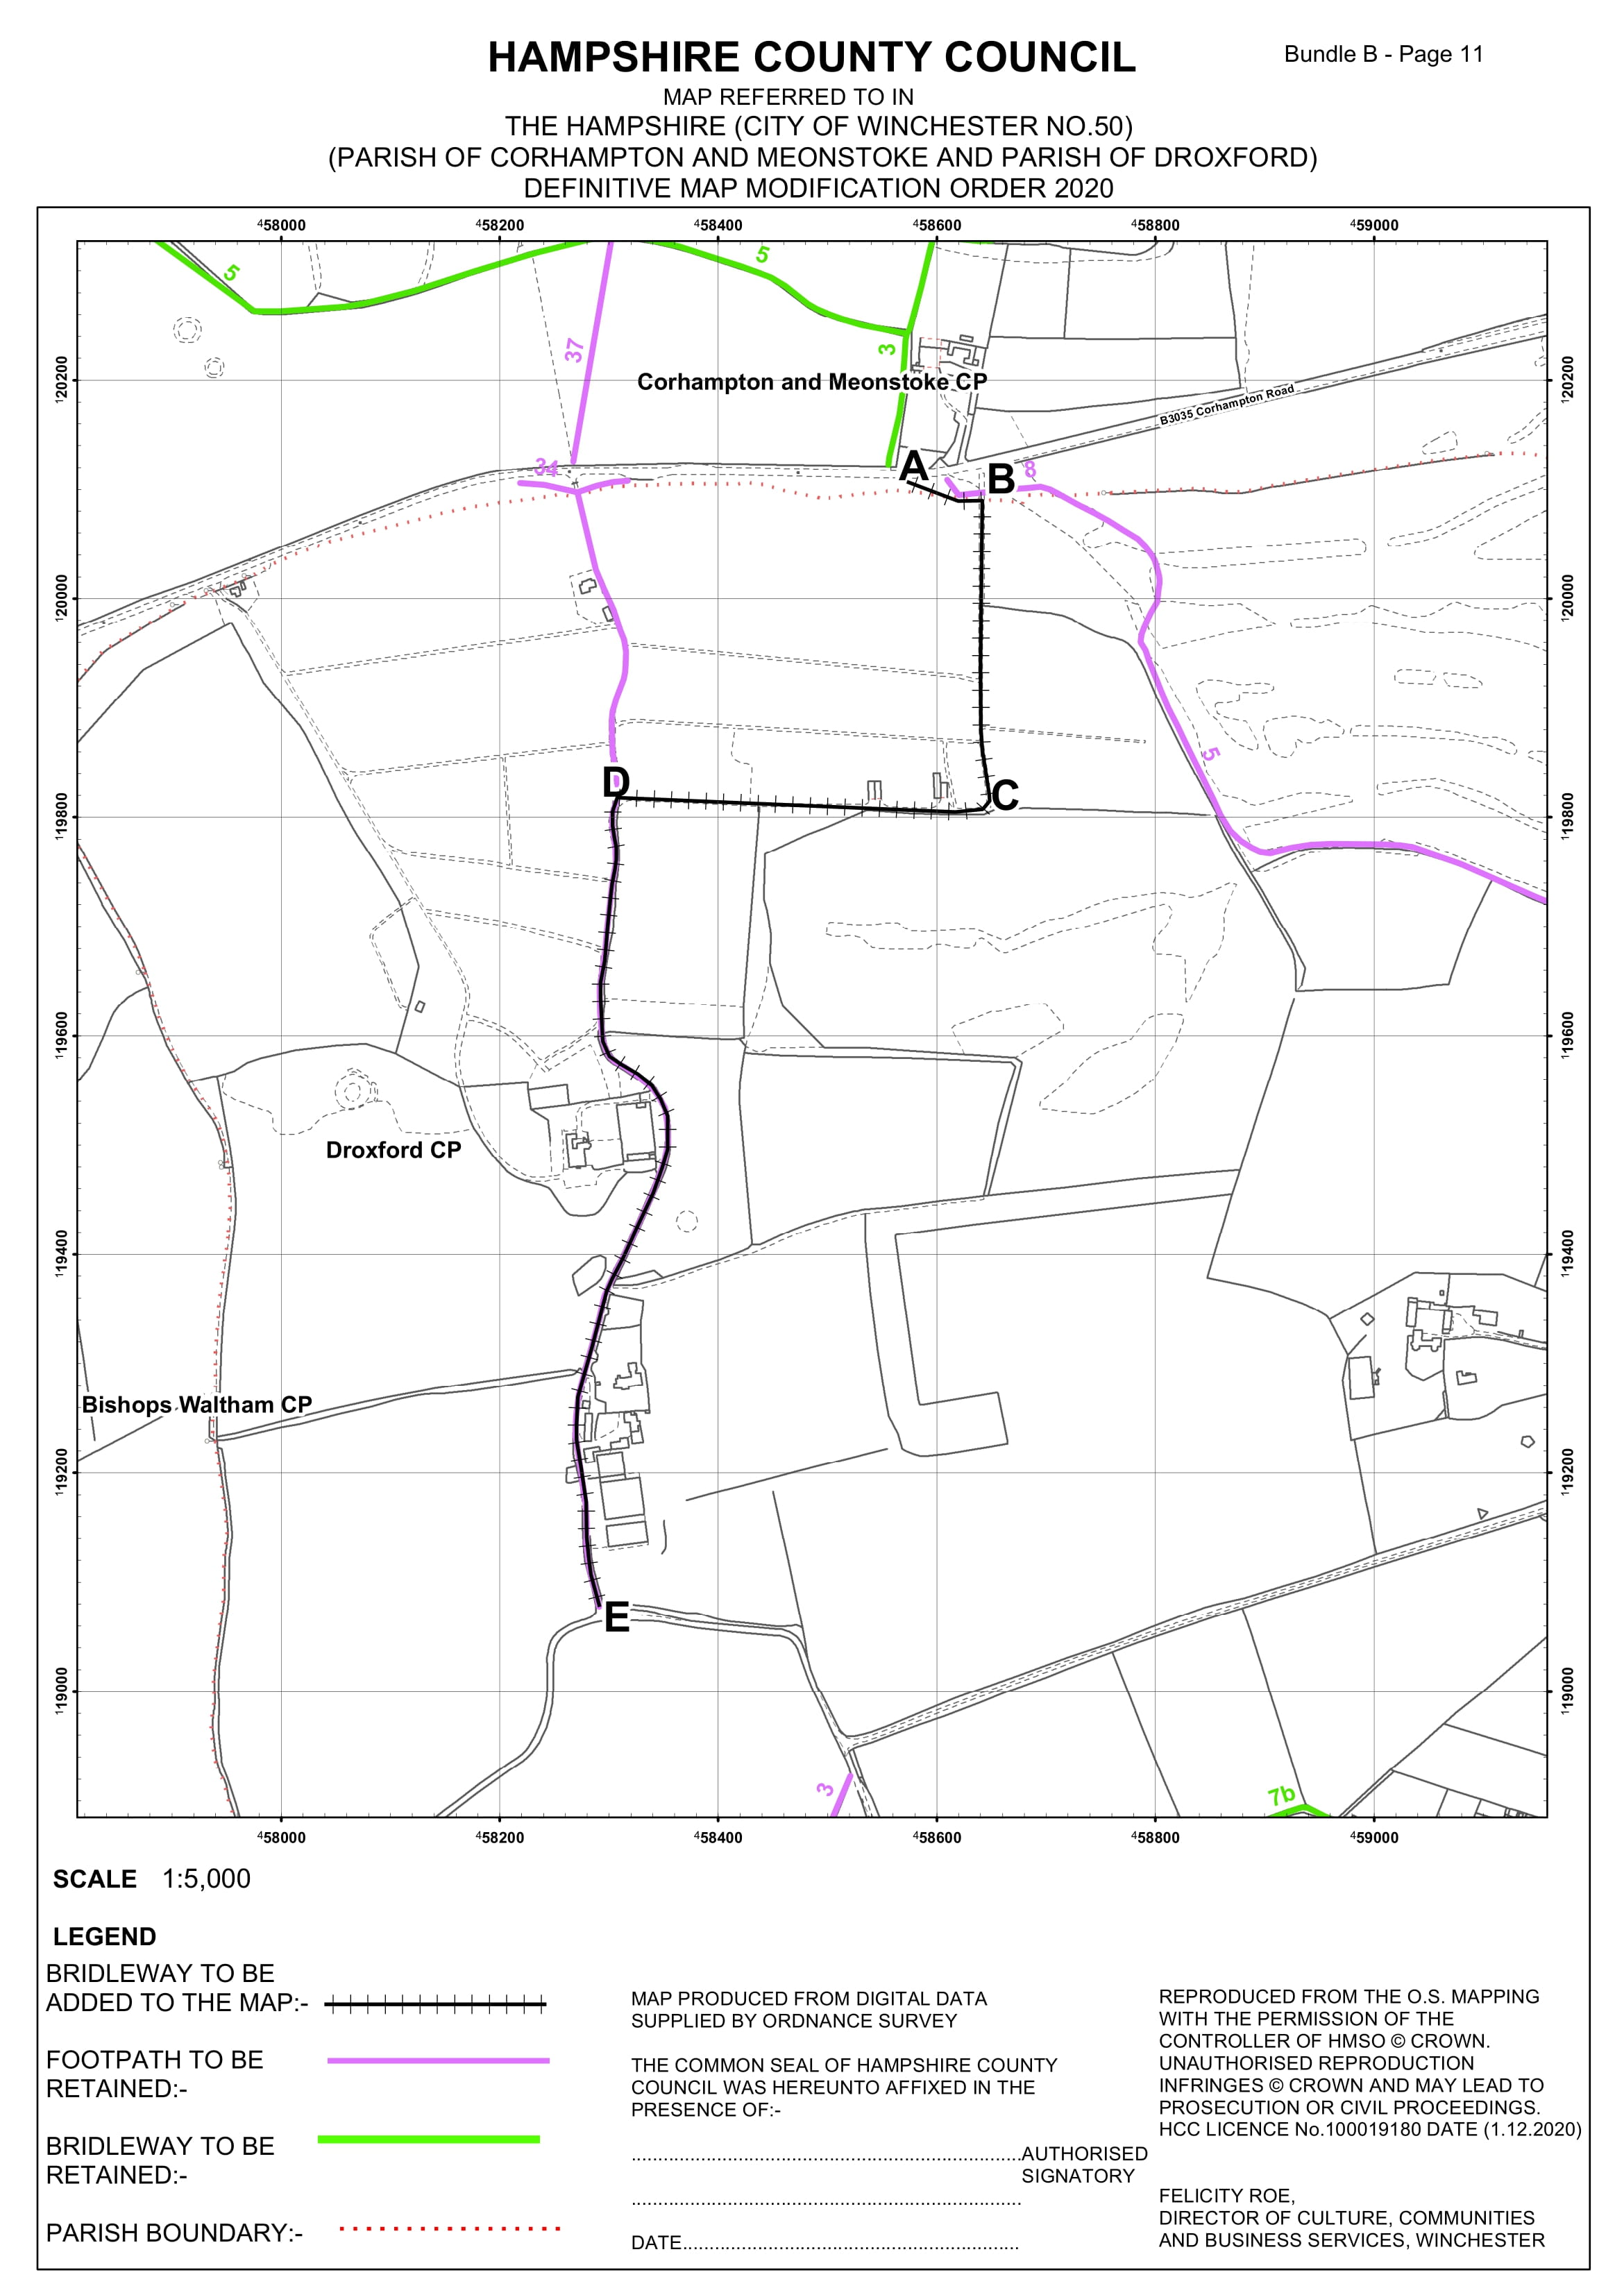 HAMPSHIRE COUNTY COUNCIL
Bundle B - Page 11
MAP REFERRED TO IN
THE HAMPSHIRE (CITY OF WINCHESTER NO.50)
(PARISH OF CORHAMPTON AND MEONSTOKE AND PARISH OF DROXFORD)
DEFINITIVE MAP MODIFICATION ORDER 2020
458000 458200 458400 458600 458800 459000
5
5
37
3
120200
Corhampton and Meonstoke CP
120200
B3035 Corhampton Road
34
A
B
8
120000
120000
5
D
C
119800
119800
119600
119600
Droxford CP
119400
119400
Bishops Waltham CP
119200
119200
E
119000
119000
3
7b
458000 458200 458400 458600 458800 459000
SCALE 1:5,000
LEGEND
BRIDLEWAY TO BE
ADDED TO THE MAP:-
FOOTPATH TO BE
RETAINED:-
BRIDLEWAY TO BE
RETAINED:-
PARISH BOUNDARY:-
MAP PRODUCED FROM DIGITAL DATA
SUPPLIED BY ORDNANCE SURVEY
THE COMMON SEAL OF HAMPSHIRE COUNTY
COUNCIL WAS HEREUNTO AFFIXED IN THE
PRESENCE OF:-
........................................................................AUTHORISED
SIGNATORY
........................................................................
DATE..............................................................
REPRODUCED FROM THE O.S. MAPPING
WITH THE PERMISSION OF THE
CONTROLLER OF HMSO © CROWN.
UNAUTHORISED REPRODUCTION
INFRINGES © CROWN AND MAY LEAD TO
PROSECUTION OR CIVIL PROCEEDINGS.
HCC LICENCE No.100019180 DATE (1.12.2020)
FELICITY ROE,
DIRECTOR OF CULTURE, COMMUNITIES
AND BUSINESS SERVICES, WINCHESTER